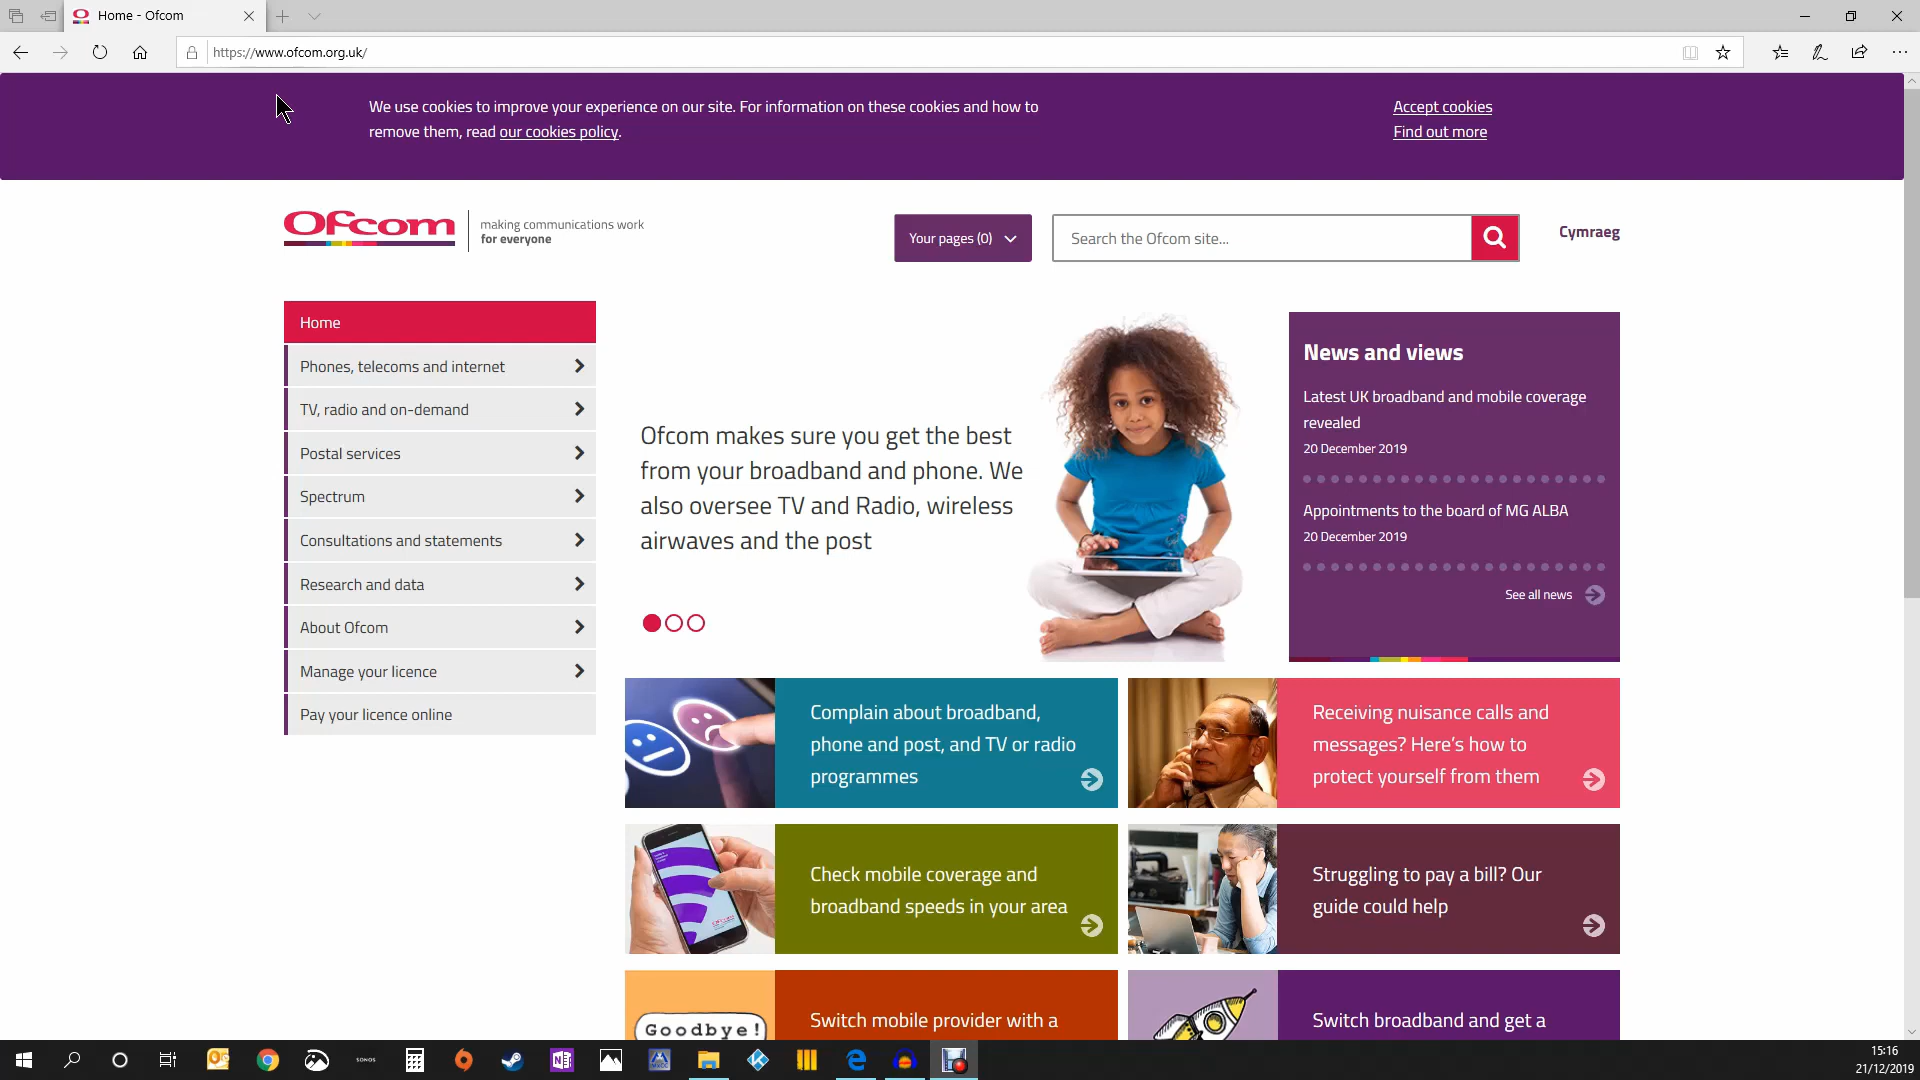 Home - Ofcom
https://www.ofcom.org.uk/
We use cookies to improve your experience on our site. For information on these cookies and how to
remove them, read our cookies policy.
Accept cookies
Find out more
Ofcom
making communications work
for everyone
Your pages (0)
Search the Ofcom site...
Cymraeg
Home
Phones, telecoms and internet
TV, radio and on-demand
Postal services
Spectrum
Consultations and statements
Research and data
About Ofcom
Manage your licence
Pay your licence online
Ofcom makes sure you get the best
from your broadband and phone. We
also oversee TV and Radio, wireless
airwaves and the post
News and views
Latest UK broadband and mobile coverage
revealed
20 December 2019
Appointments to the board of MG ALBA
20 December 2019
See all news
Complain about broadband,
phone and post, and TV or radio
programmes
Receiving nuisance calls and
messages? Here's how to
protect yourself from them
Check mobile coverage and
broadband speeds in your area
Struggling to pay a bill? Our
guide could help
Goodbye!
Switch mobile provider with a
Switch broadband and get a
SONOS
15:16
21/12/2019